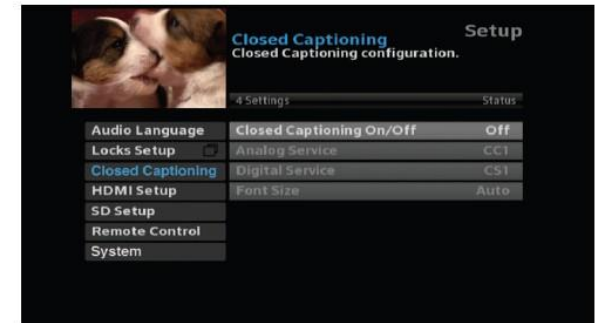 Setup
Closed Captioning
Closed Captioning configuration.
4 Settings Status
Audio Language
Locks Setup
Closed Captioning
HDMI Setup
SD Setup
Remote Control
System
Closed Captioning On/Off Off
Analog Service CC1
Digital Service CS1
Font Size Auto